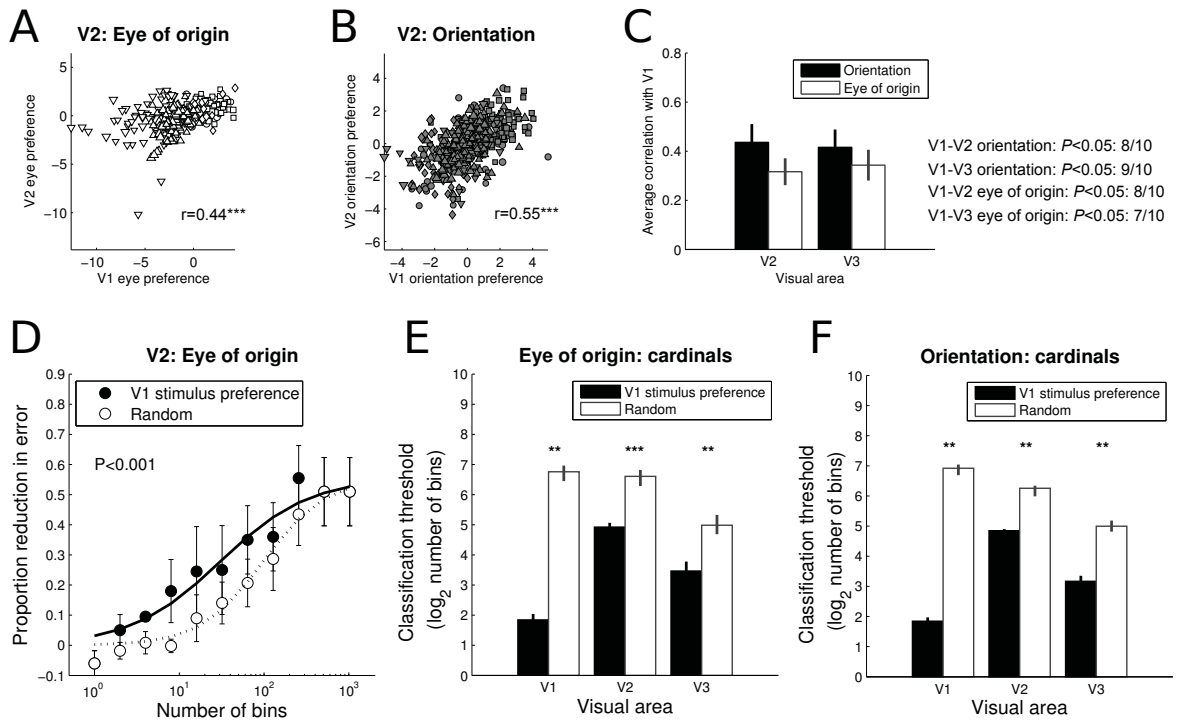 A
V2: Eye of origin
5
0
−5
−10
V2 eye preference
r=0.44***
−10
−5
0
V1 eye preference
B
V2: Orientation
4
2
0
−2
−4
−6
V2 orientation preference
r=0.55***
−4
−2
0
2
4
V1 orientation preference
C
0.8
0.6
0.4
0.2
0
Average correlation with V1
Orientation
Eye of origin
V2
V3
Visual area
V1-V2 orientation: P<0.05: 8/10
V1-V3 orientation: P<0.05: 9/10
V1-V2 eye of origin: P<0.05: 8/10
V1-V3 eye of origin: P<0.05: 7/10
D
V2: Eye of origin
0.9
0.8
0.7
0.6
0.5
0.4
0.3
0.2
0.1
0
−0.1
Proportion reduction in error
V1 stimulus preference
Random
P<0.001
10^0
10^1
10^2
10^3
Number of bins
E
Eye of origin: cardinals
10
9
8
7
6
5
4
3
2
1
0
Classification threshold
(log_2 number of bins)
V1 stimulus preference
Random
**
***
**
V1
V2
V3
Visual area
F
Orientation: cardinals
10
9
8
7
6
5
4
3
2
1
0
Classification threshold
(log_2 number of bins)
V1 stimulus preference
Random
**
**
**
V1
V2
V3
Visual area